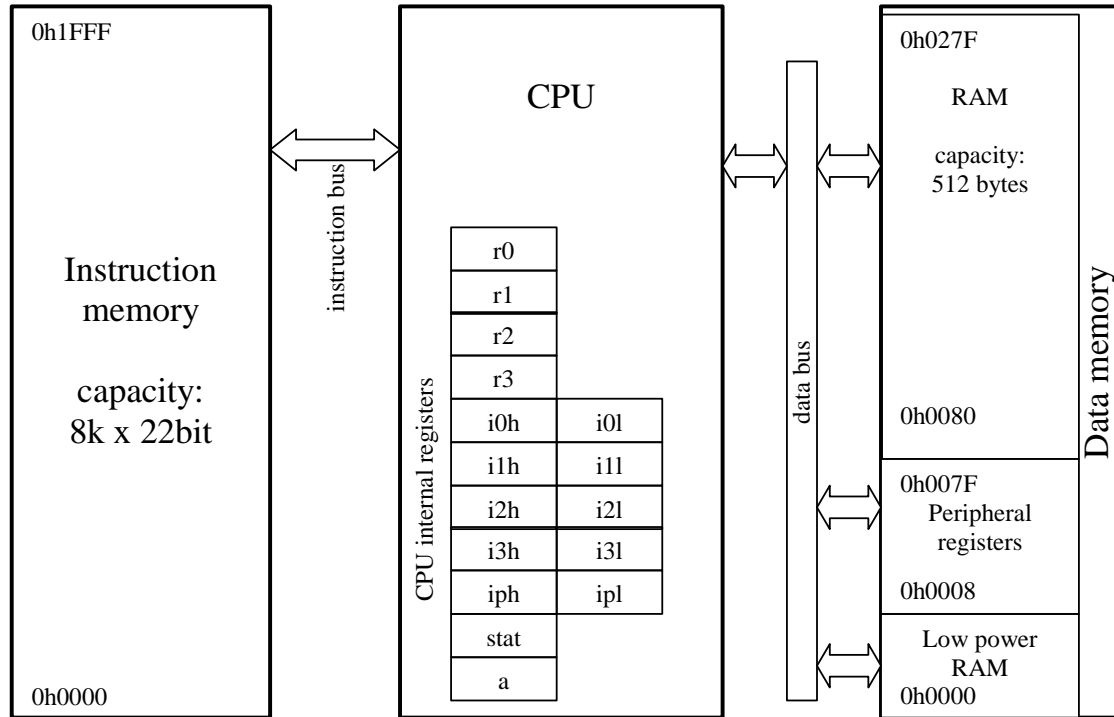 0h1FFF
Instruction
memory
capacity:
8k x 22bit
0h0000
instruction bus
CPU
CPU internal registers
r0
r1
r2
r3
i0h i0l
i1h i1l
i2h i2l
i3h i3l
iph ipl
stat
a
data bus
0h027F
RAM
capacity:
512 bytes
0h0080
0h007F
Peripheral
registers
0h0008
Low power
RAM
0h0000
Data memory